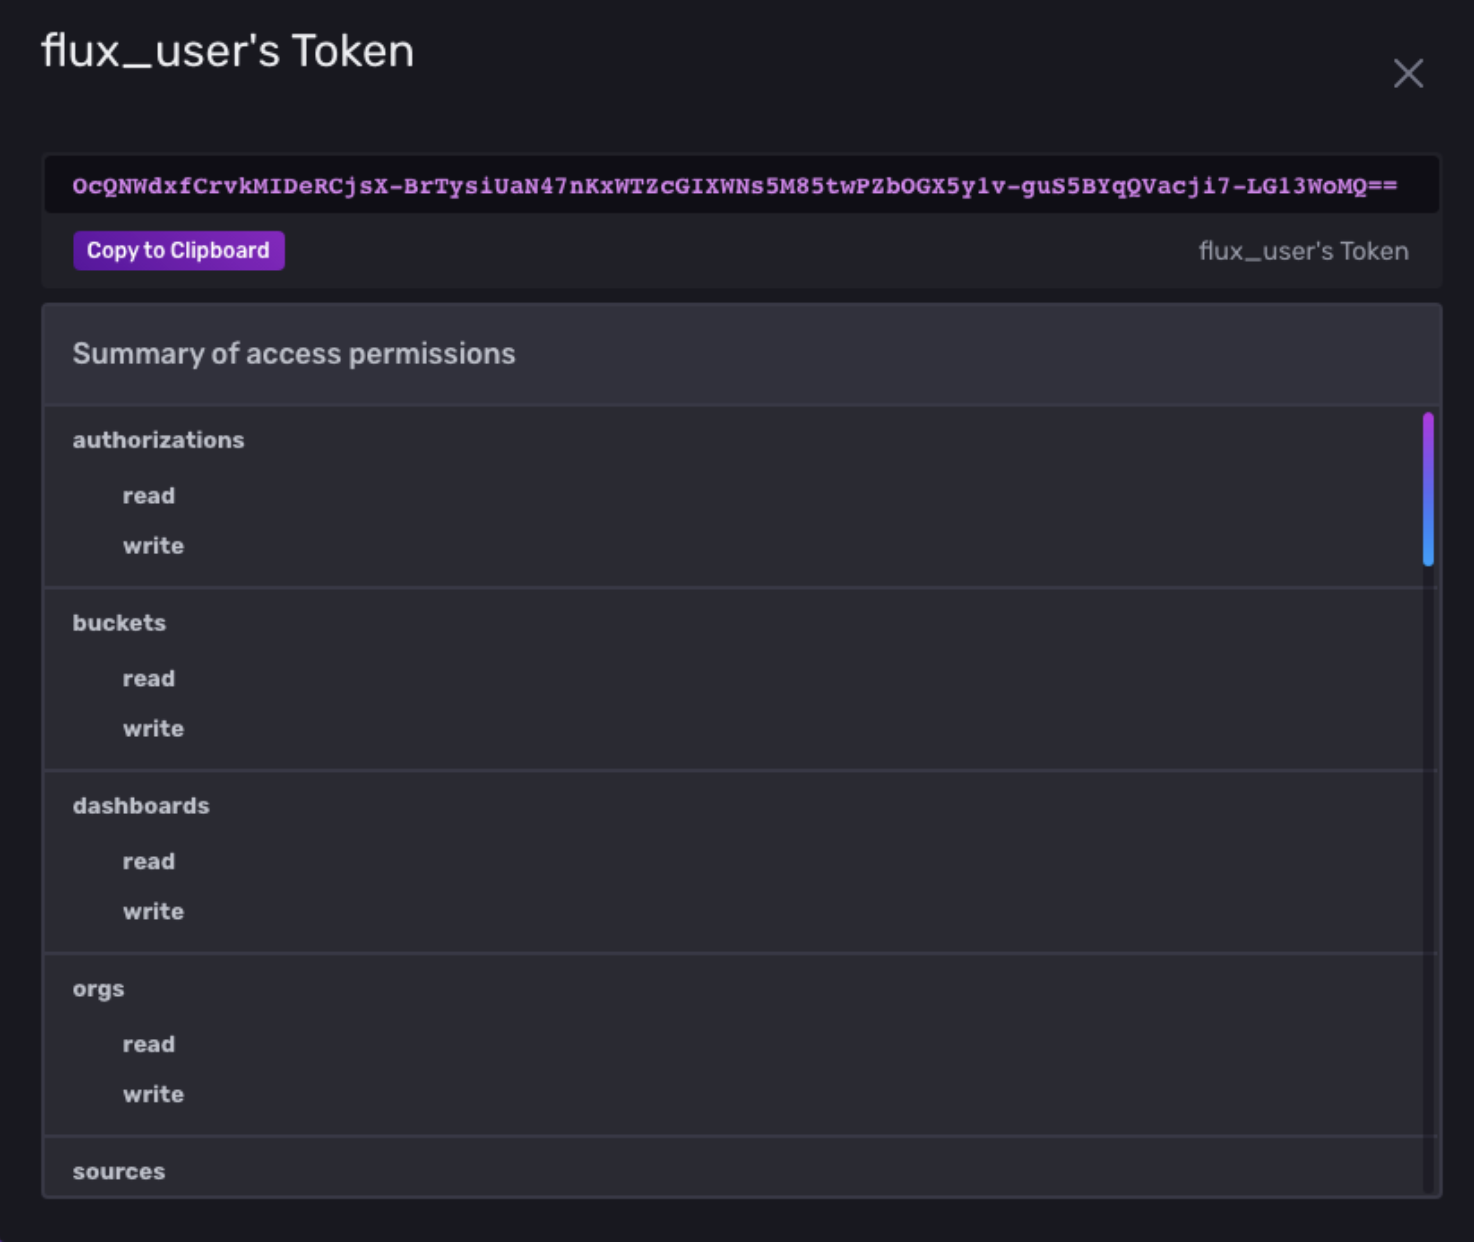 flux_user's Token
OcQNWdxfCrvkMIDeRCjsX-BrTysiUaN47nKxWTZcGIXWNs5M85twPZbOGX5y1v-guS5BYqQVacji7-LG13WoMQ==
Copy to Clipboard
flux_user's Token
Summary of access permissions
authorizations
read
write
buckets
read
write
dashboards
read
write
orgs
read
write
sources